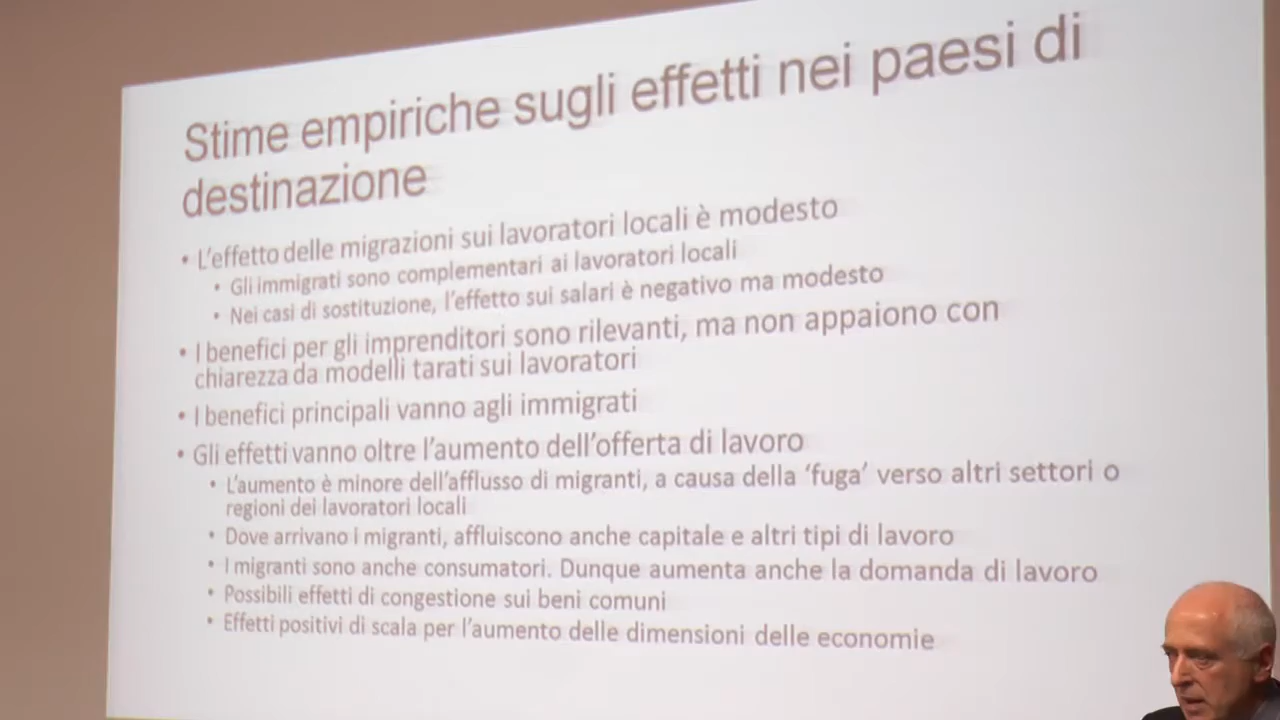 Stime empiriche sugli effetti nei paesi di
destinazione
• L'effetto delle migrazioni sui lavoratori locali è modesto
• Gli immigrati sono complementari ai lavoratori locali
• Nei casi di sostituzione, l'effetto sui salari è negativo ma modesto
• I benefici per gli imprenditori sono rilevanti, ma non appaiono con
chiarezza da modelli tarati sui lavoratori
• I benefici principali vanno agli immigrati
• Gli effetti vanno oltre l'aumento dell'offerta di lavoro
• L'aumento è minore dell'afflusso di migranti, a causa della 'fuga' verso altri settori o
regioni dei lavoratori locali
• Dove arrivano i migranti, affluiscono anche capitale e altri tipi di lavoro
• I migranti sono anche consumatori. Dunque aumenta anche la domanda di lavoro
• Possibili effetti di congestione sui beni comuni
• Effetti positivi di scala per l'aumento delle dimensioni delle economie